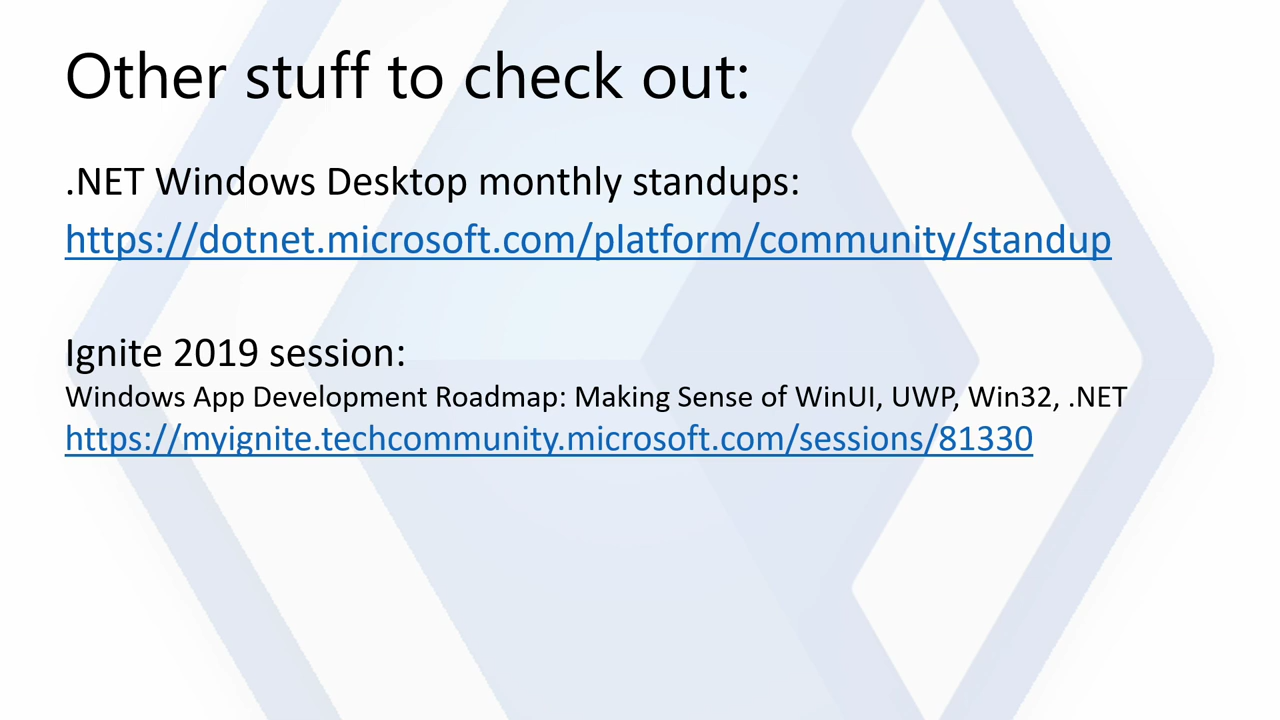 Other stuff to check out:
.NET Windows Desktop monthly standups:
https://dotnet.microsoft.com/platform/community/standup
Ignite 2019 session:
Windows App Development Roadmap: Making Sense of WinUI, UWP, Win32, .NET
https://myignite.techcommunity.microsoft.com/sessions/81330